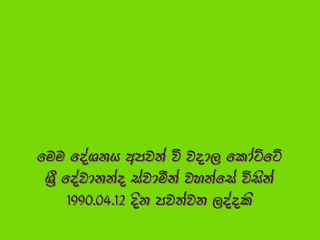 මෙම දේශනය අපවත් වී වදාල කෝට්ටේ
ශ්‍රී දේවානන්ද ස්වාමීන් වහන්සේ විසින්
1990.04.12 දින පවත්වන ලද්දකි